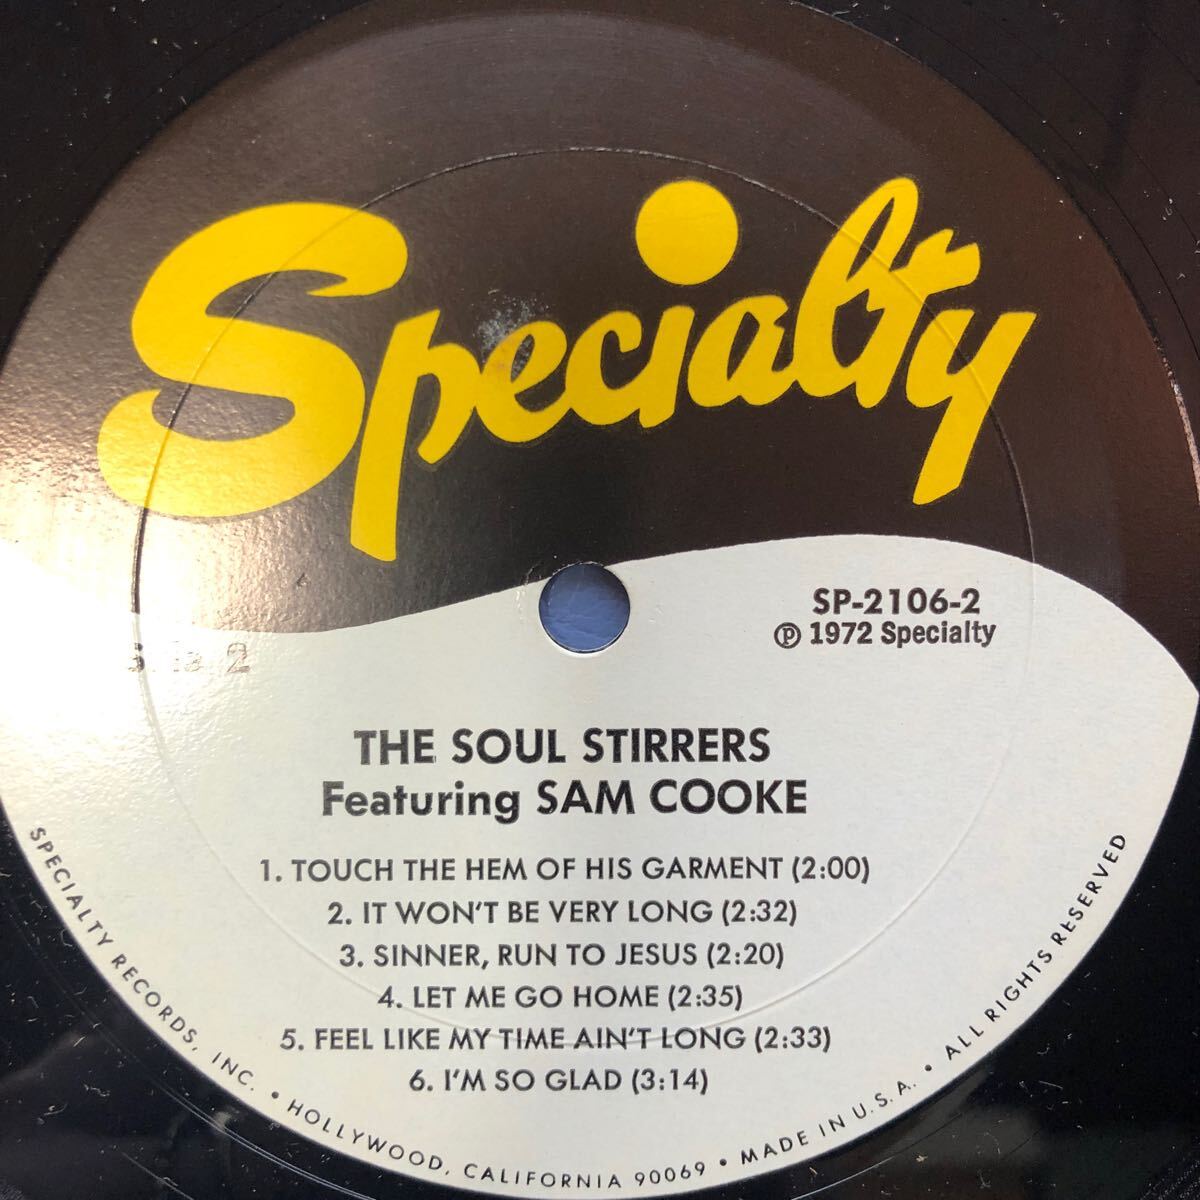 Specialty
SP-2106-2
℗ 1972 Specialty
2
THE SOUL STIRRERS
Featuring SAM COOKE
1. TOUCH THE HEM OF HIS GARMENT (2:00)
2. IT WON'T BE VERY LONG (2:32)
3. SINNER, RUN TO JESUS (2:20)
4. LET ME GO HOME (2:35)
5. FEEL LIKE MY TIME AIN'T LONG (2:33)
6. I'M SO GLAD (3:14)
SPECIALTY RECORDS, INC. • HOLLYWOOD, CALIFORNIA 90069 • MADE IN U.S.A. • ALL RIGHTS RESERVED